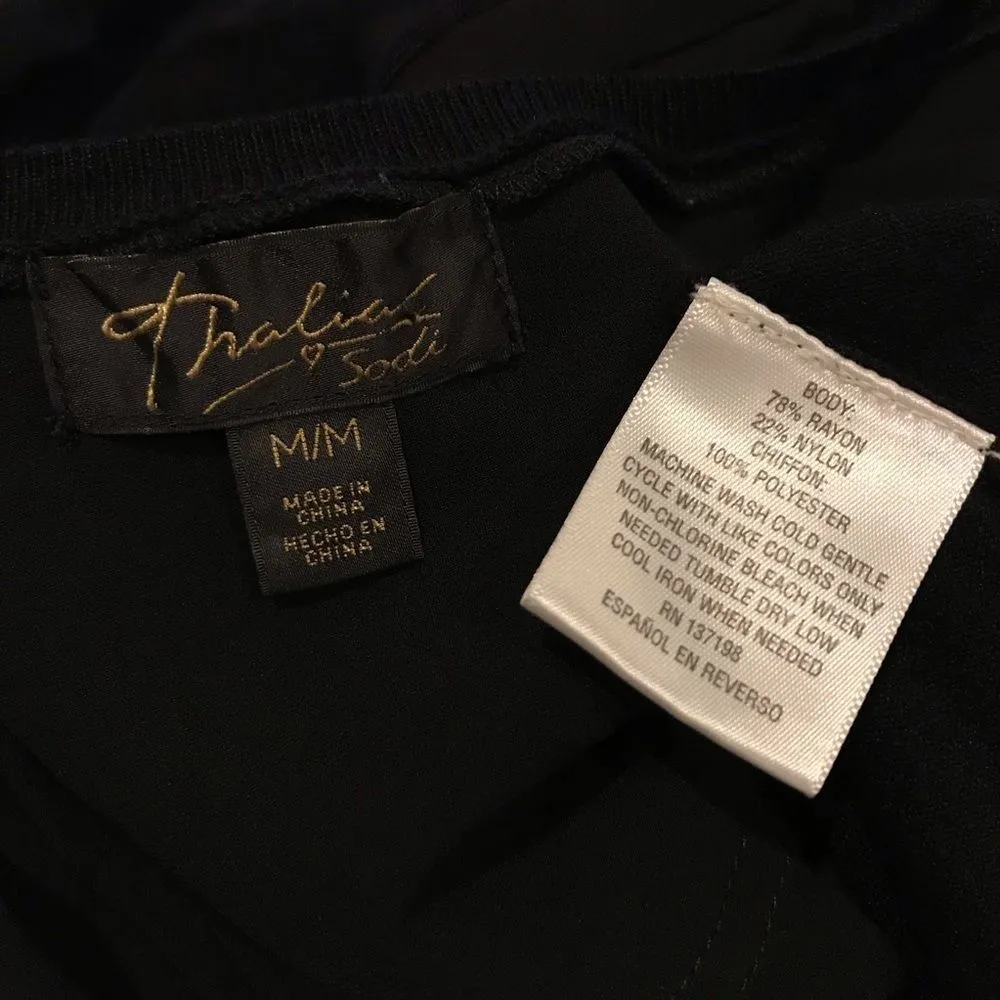 Thalia
Sodi
M/M
MADE IN
CHINA
HECHO EN
CHINA
BODY:
78% RAYON
22% NYLON
CHIFFON:
100% POLYESTER
MACHINE WASH COLD GENTLE
CYCLE WITH LIKE COLORS ONLY
NON-CHLORINE BLEACH WHEN
NEEDED TUMBLE DRY LOW
COOL IRON WHEN NEEDED
RN 137198
ESPAÑOL EN REVERSO